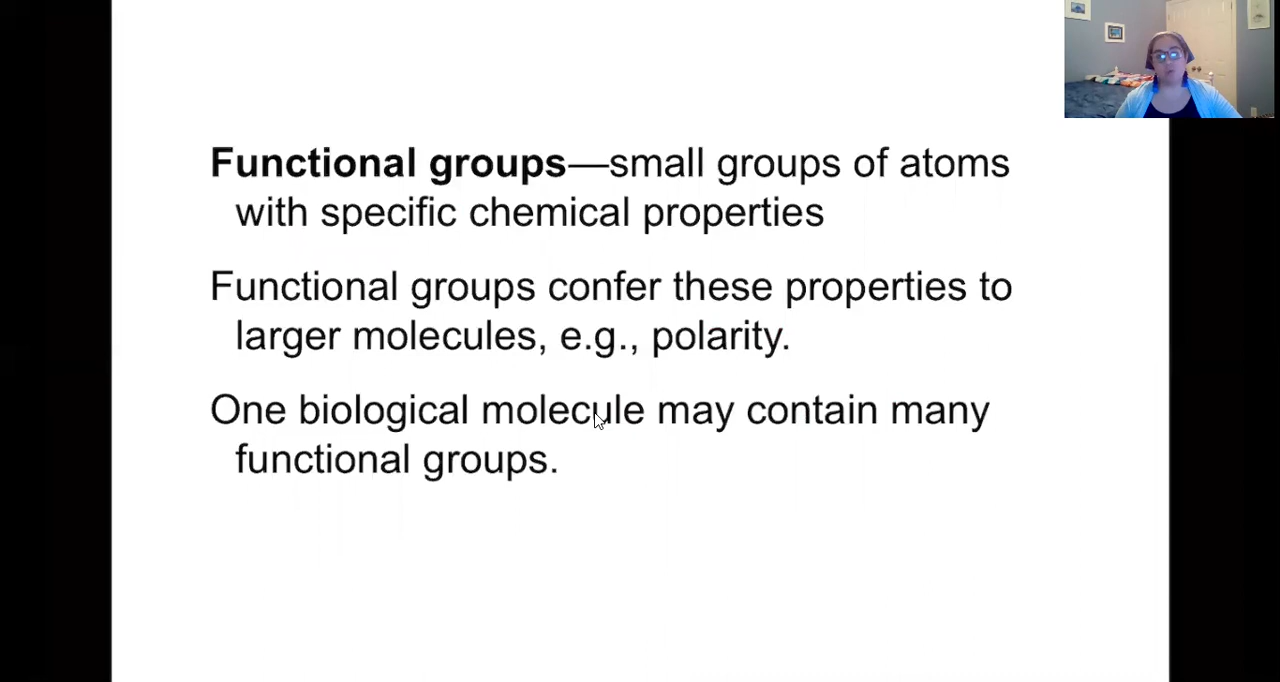 Functional groups—small groups of atoms
with specific chemical properties
Functional groups confer these properties to
larger molecules, e.g., polarity.
One biological molecule may contain many
functional groups.